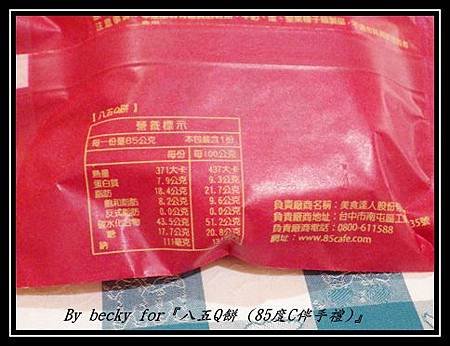 注意事項
【八五Q餅】
營養標示
每一份量85公克 本包裝含1份
每份 每100公克
熱量 371大卡 437大卡
蛋白質 7.9公克 9.3公克
脂肪 18.4公克 21.7公克
飽和脂肪 8.2公克 9.6公克
反式脂肪 0公克 0公克
碳水化合物 43.5公克 51.2公克
糖 17.7公克 20.8公克
鈉 111毫克
負責廠商名稱：美食達人股份
負責廠商地址：台中市南屯區工
35號
負責廠商電話：0800-611588
網址：www.85cafe.com
By becky for『八五Q餅 (85度C伴手禮)』